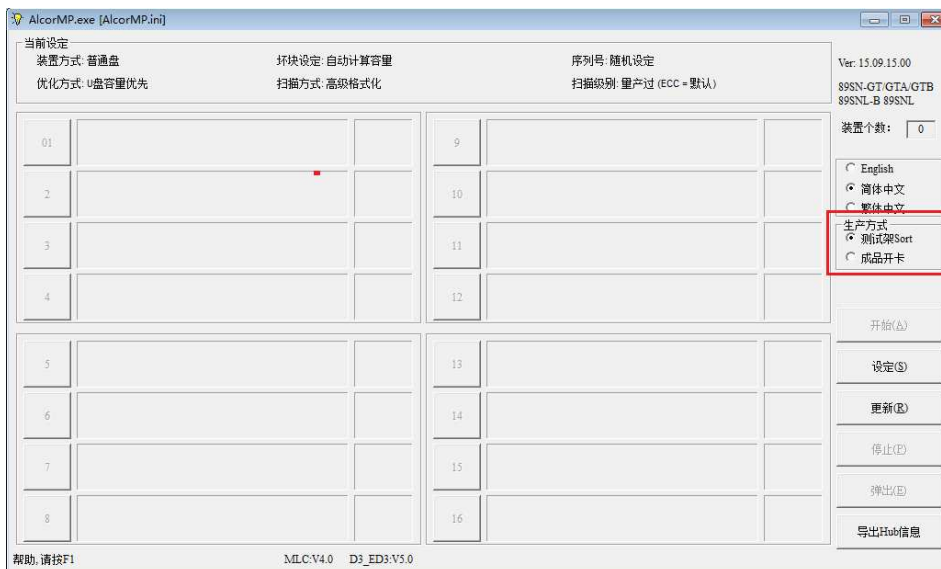 AlcorMP.exe [AlcorMP.ini]
当前设定
装置方式: 普通盘 坏块设定: 自动计算容量 序列号: 随机设定
优化方式: U盘容量优先 扫描方式: 高级格式化 扫描级别: 量产过 (ECC = 默认)
Ver: 15.09.15.00
89SN-GT/GTA/GTB
89SNL-B 89SNL
装置个数: 0
01
2
3
4
5
6
7
8
9
10
11
12
13
14
15
16
English
简体中文
繁体中文
生产方式
测试架Sort
成品开卡
开始(A)
设定(S)
更新(R)
停止(P)
弹出(E)
导出Hub信息
帮助,请按F1 MLC:V4.0 D3_ED3:V5.0